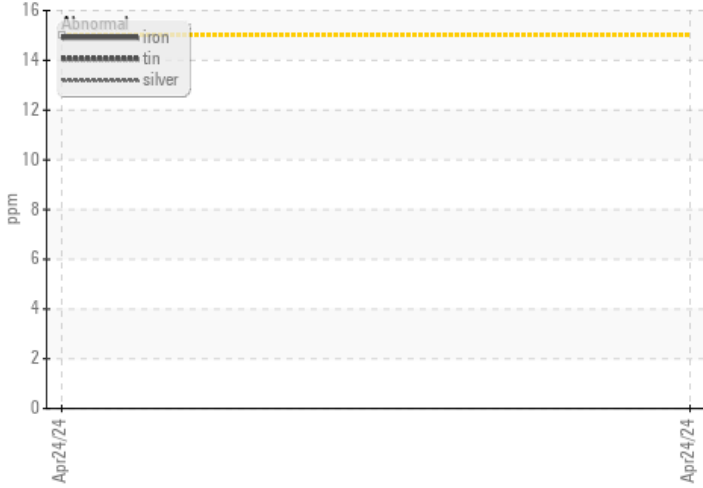 16
14
12
10
8
6
4
2
0
ppm
Abnormal
iron
tin
silver
Apr24/24
Apr24/24